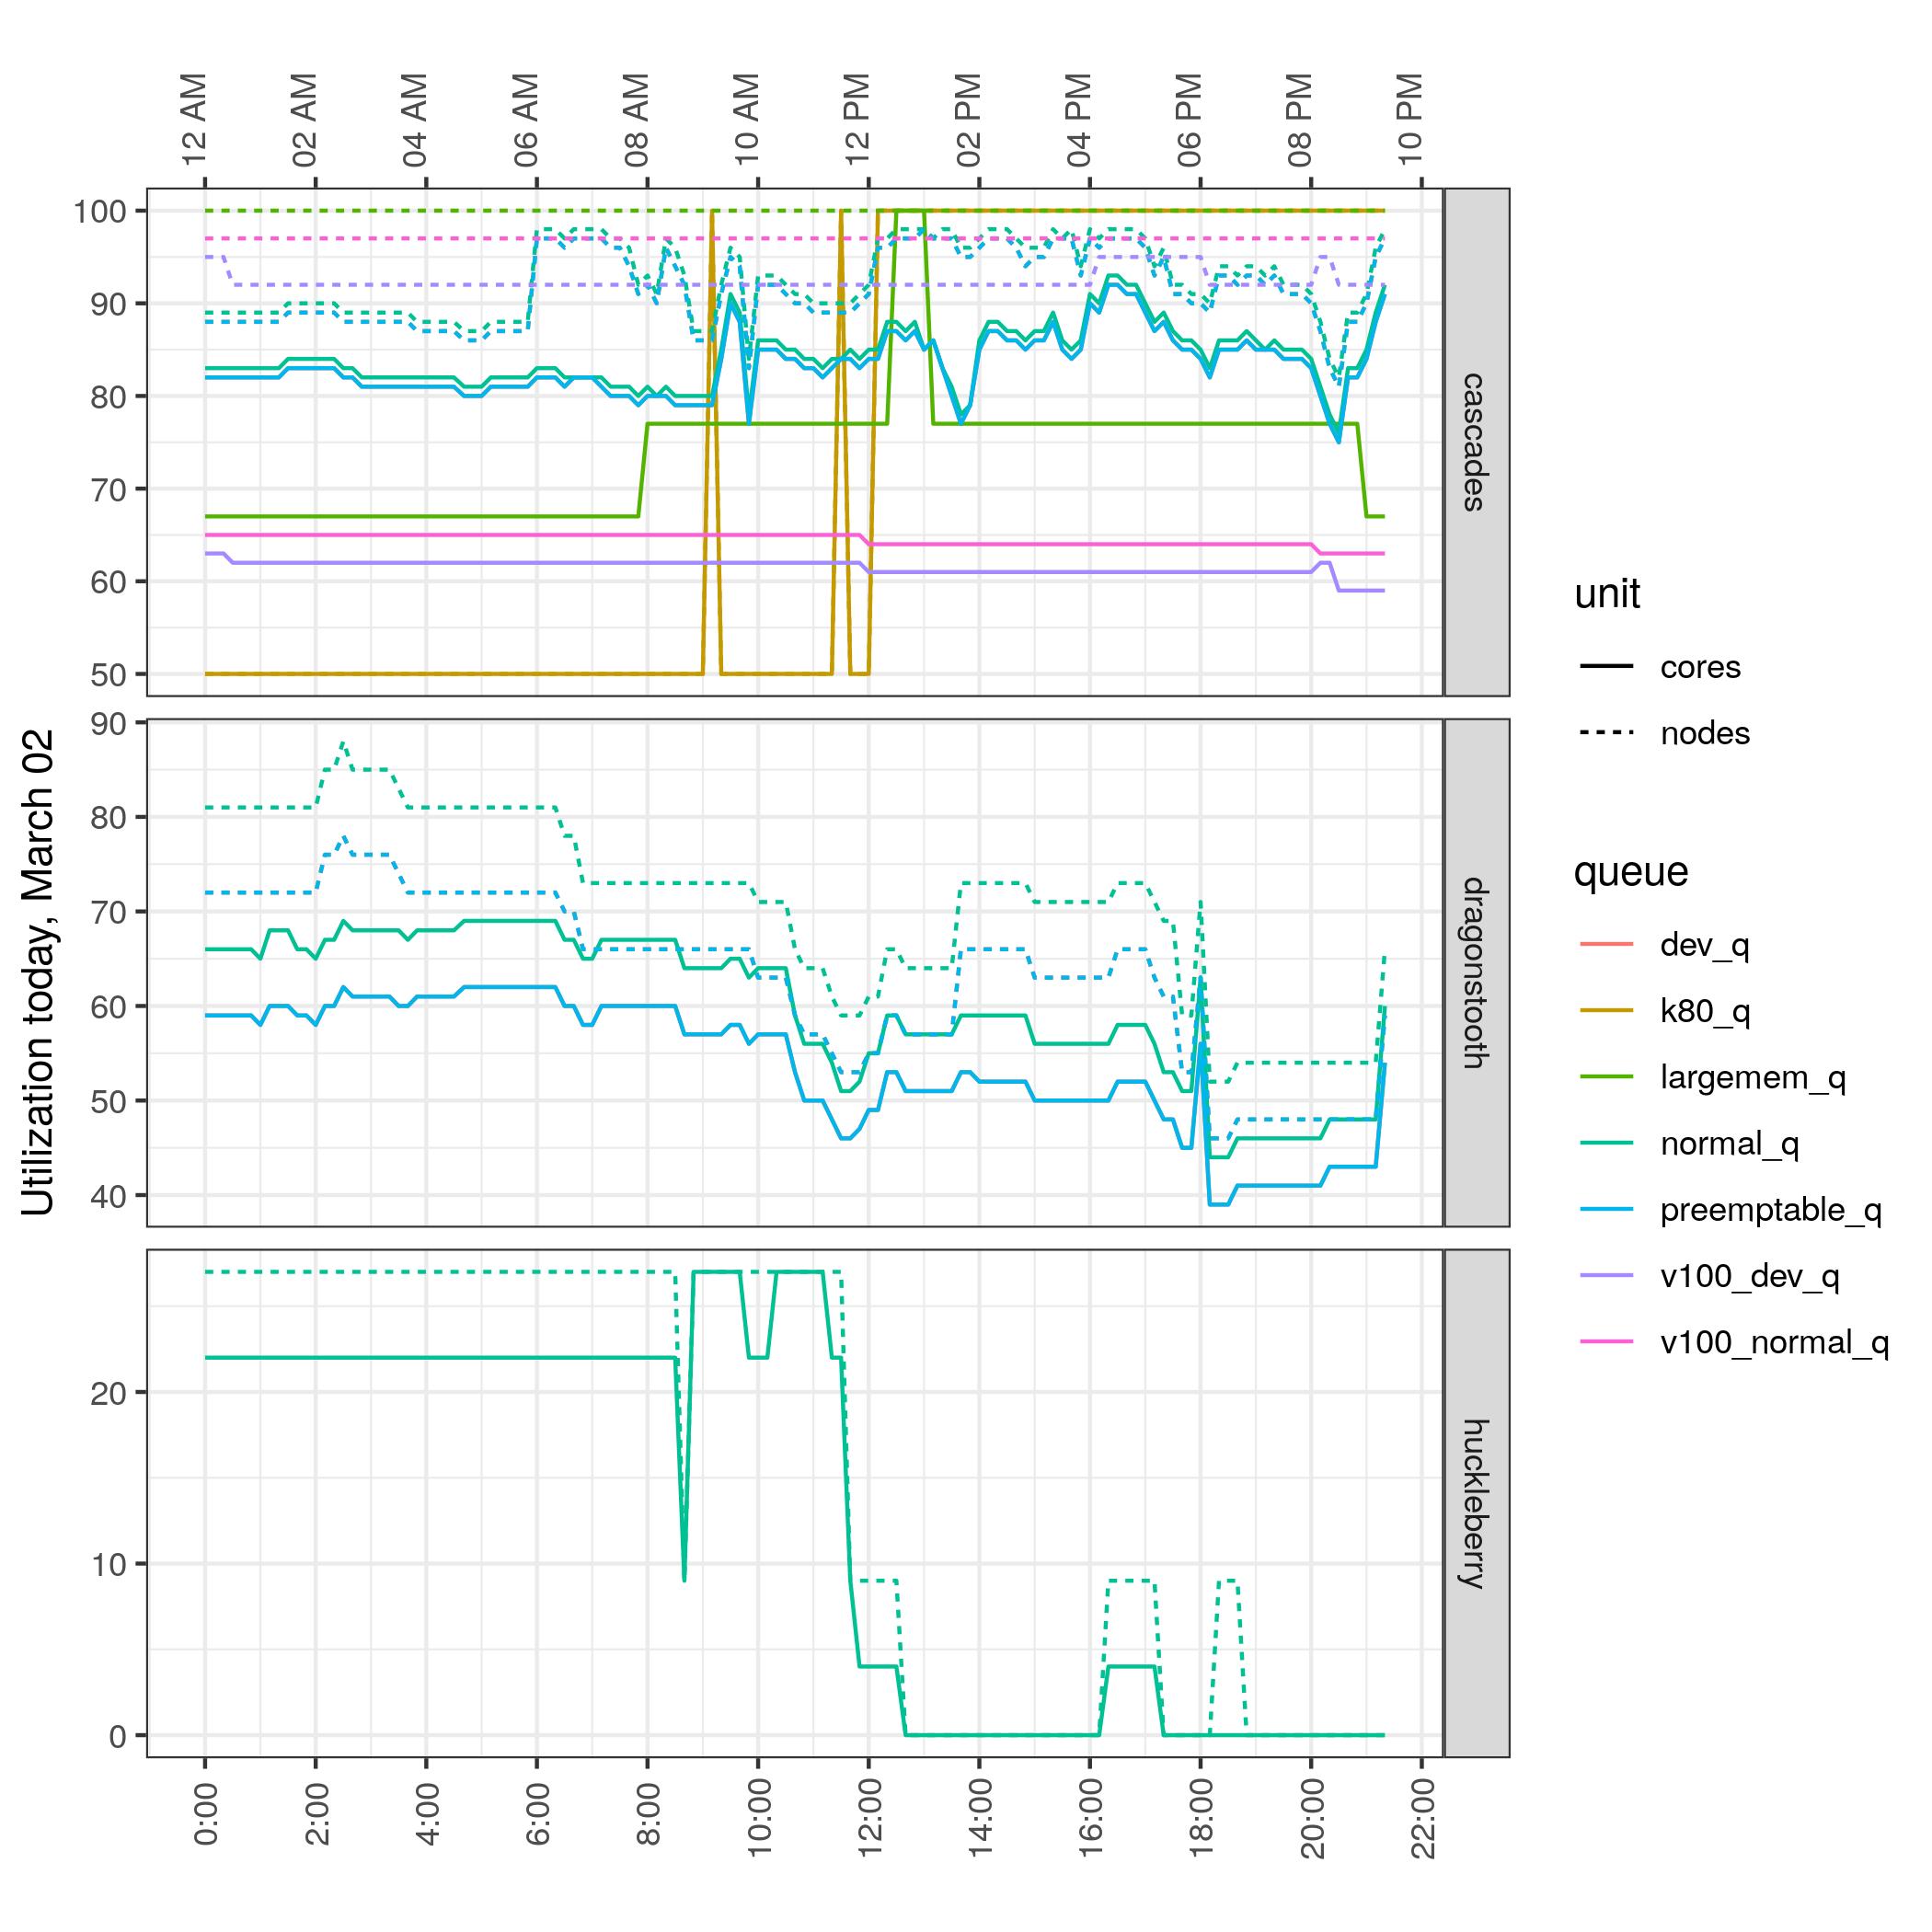 12 AM
02 AM
04 AM
06 AM
08 AM
10 AM
12 PM
02 PM
04 PM
06 PM
08 PM
10 PM
Utilization today, March 02
100
90
80
70
60
50
cascades
90
80
70
60
50
40
dragonstooth
20
10
0
huckleberry
0:00
2:00
4:00
6:00
8:00
10:00
12:00
14:00
16:00
18:00
20:00
22:00
unit
cores
nodes
queue
dev_q
k80_q
largemem_q
normal_q
preemptable_q
v100_dev_q
v100_normal_q